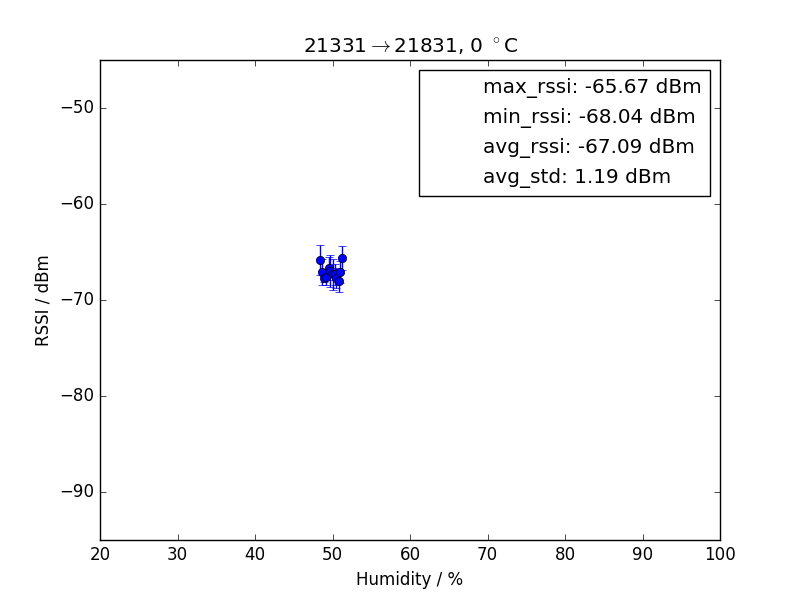 21331→21831, 0 °C
max_rssi: -65.67 dBm
min_rssi: -68.04 dBm
avg_rssi: -67.09 dBm
avg_std: 1.19 dBm
RSSI / dBm
−50
−60
−70
−80
−90
20 30 40 50 60 70 80 90 100
Humidity / %